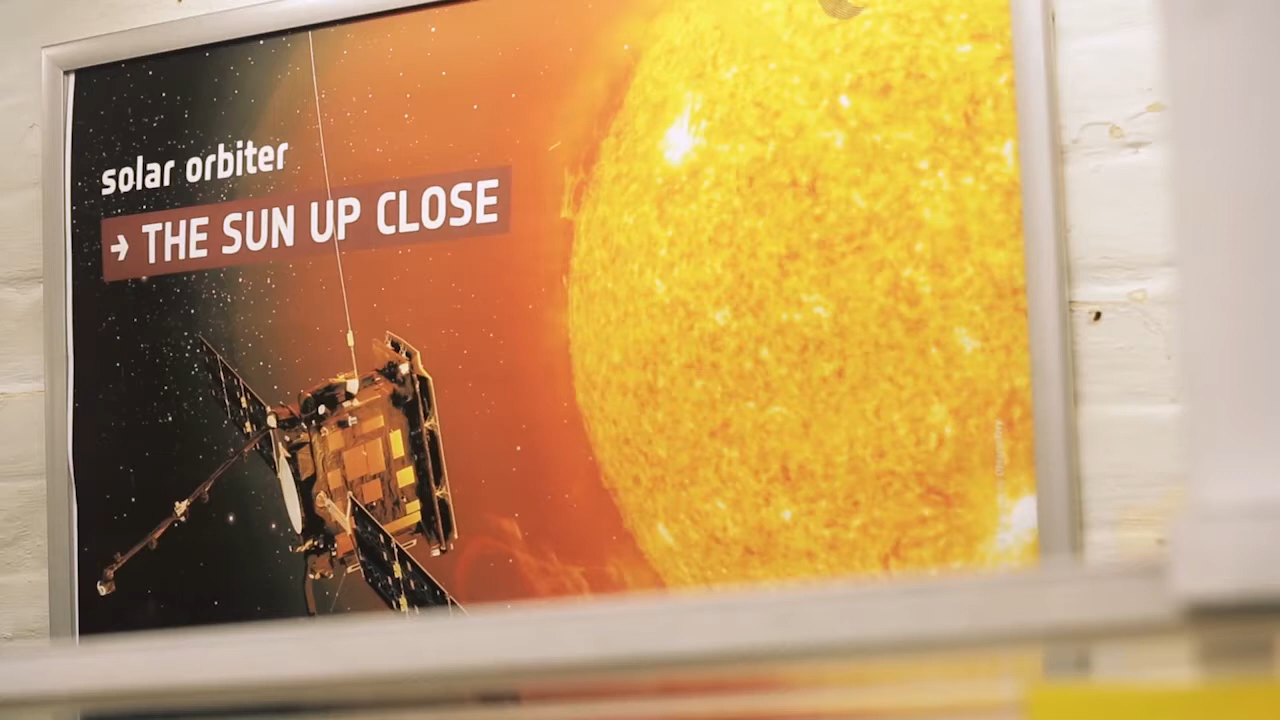 solar orbiter
→ THE SUN UP CLOSE